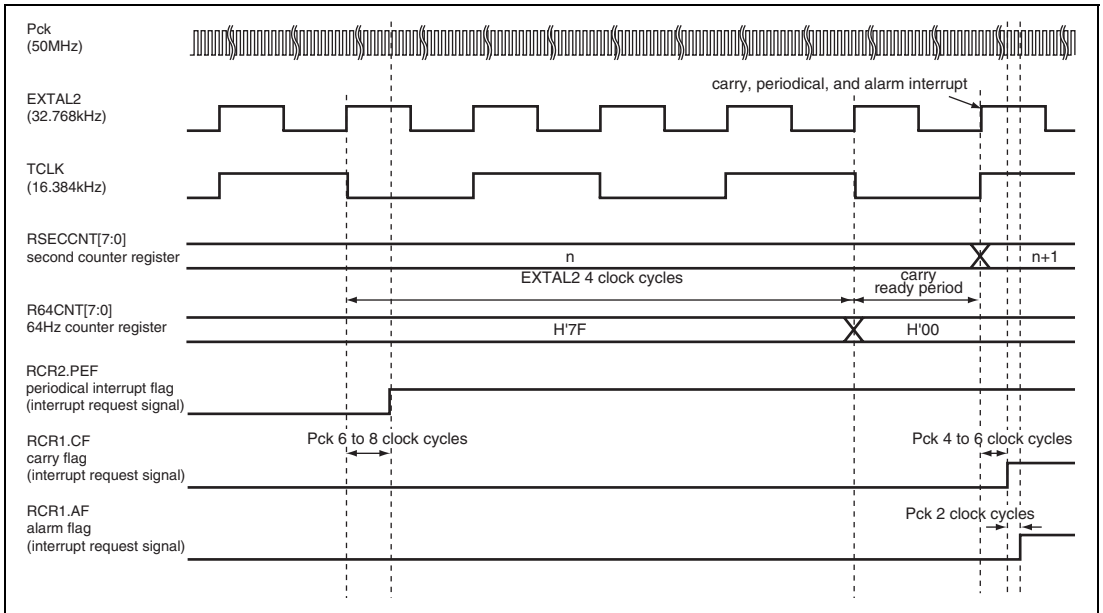 Pck
(50MHz)
carry, periodical, and alarm interrupt
EXTAL2
(32.768kHz)
TCLK
(16.384kHz)
RSECCNT[7:0]
second counter register
n
n+1
EXTAL2 4 clock cycles
carry
ready period
R64CNT[7:0]
64Hz counter register
H'7F
H'00
RCR2.PEF
periodical interrupt flag
(interrupt request signal)
Pck 6 to 8 clock cycles
Pck 4 to 6 clock cycles
RCR1.CF
carry flag
(interrupt request signal)
Pck 2 clock cycles
RCR1.AF
alarm flag
(interrupt request signal)